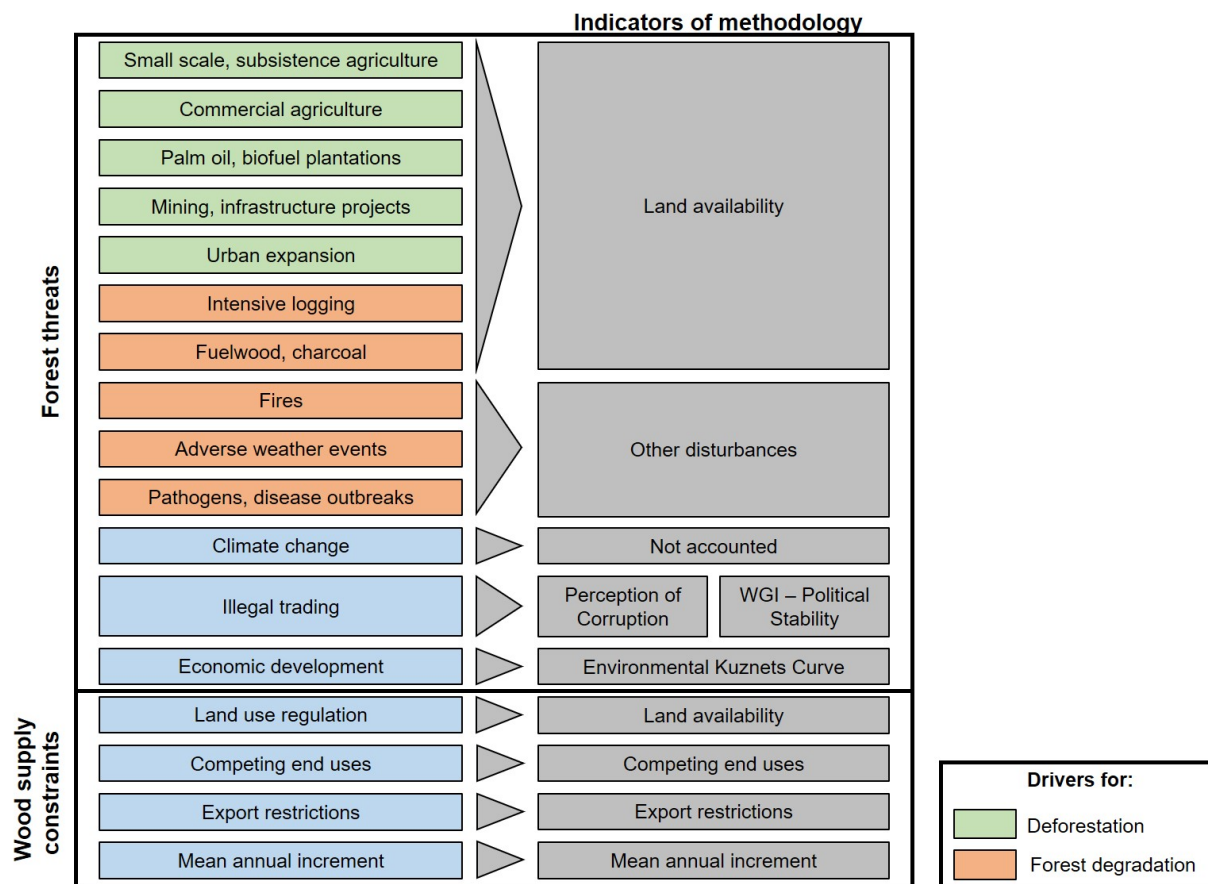 Indicators of methodology
Forest threats
Small scale, subsistence agriculture
Commercial agriculture
Palm oil, biofuel plantations
Mining, infrastructure projects
Urban expansion
Intensive logging
Fuelwood, charcoal
Land availability
Fires
Adverse weather events
Pathogens, disease outbreaks
Other disturbances
Climate change
Not accounted
Illegal trading
Perception of
Corruption
WGI – Political
Stability
Economic development
Environmental Kuznets Curve
Wood supply
constraints
Land use regulation
Land availability
Competing end uses
Competing end uses
Export restrictions
Export restrictions
Mean annual increment
Mean annual increment
Drivers for:
Deforestation
Forest degradation